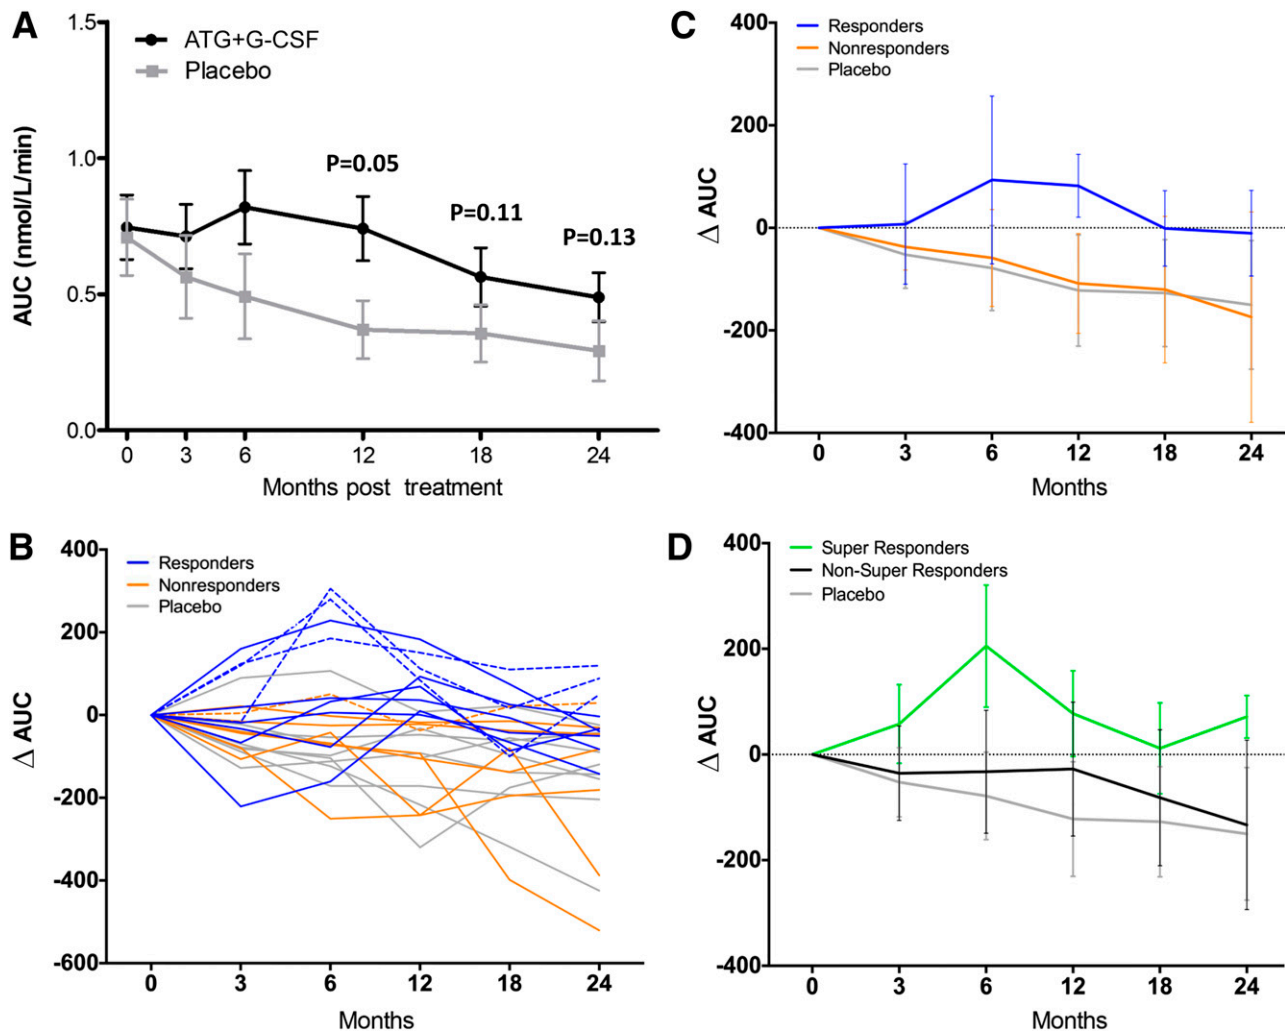 A
1.5
1.0
0.5
0.0
AUC (nmol/L/min)
ATG+G-CSF
Placebo
P=0.05
P=0.11
P=0.13
0 3 6 12 18 24
Months post treatment
C
400
200
0
-200
-400
Δ AUC
Responders
Nonresponders
Placebo
0 3 6 12 18 24
Months
B
400
200
0
-200
-400
-600
Δ AUC
Responders
Nonresponders
Placebo
0 3 6 12 18 24
Months
D
400
200
0
-200
-400
Δ AUC
Super Responders
Non-Super Responders
Placebo
0 3 6 12 18 24
Months